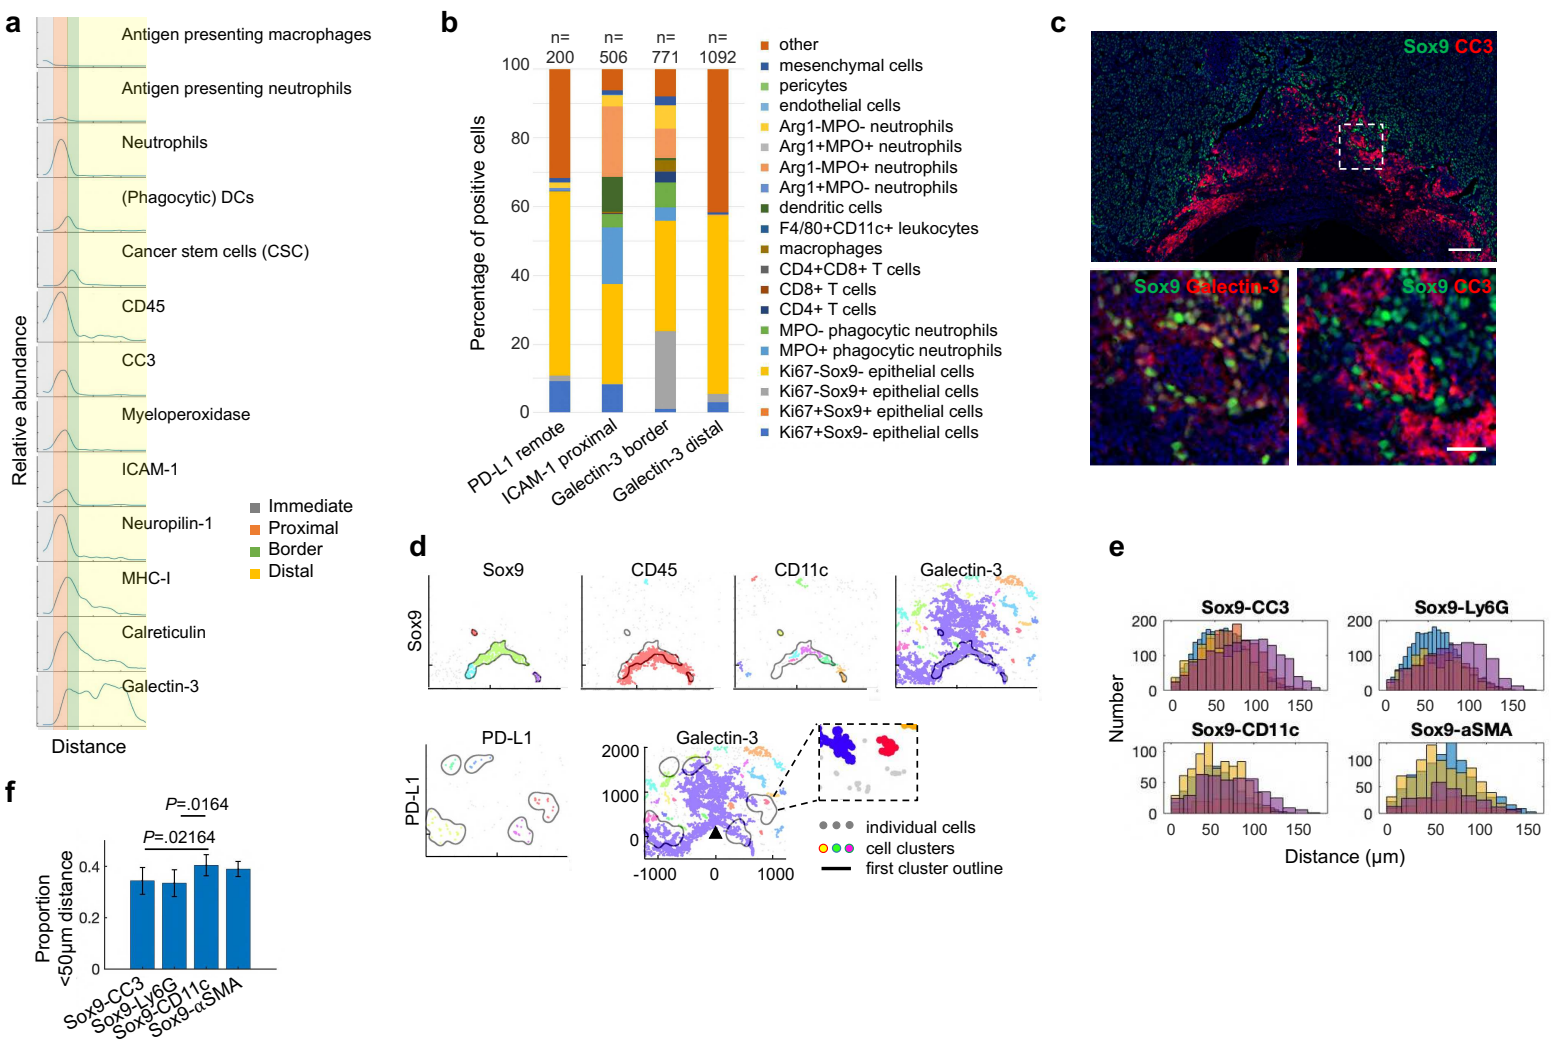 a
Antigen presenting macrophages
Antigen presenting neutrophils
Neutrophils
(Phagocytic) DCs
Cancer stem cells (CSC)
CD45
CC3
Myeloperoxidase
ICAM-1
Neuropilin-1
MHC-I
Calreticulin
Galectin-3
Relative abundance
Distance
Immediate
Proximal
Border
Distal
b
n= n= n= n=
200 506 771 1092
100
80
60
40
20
0
Percentage of positive cells
PD-L1 remote
ICAM-1 proximal
Galectin-3 border
Galectin-3 distal
other
mesenchymal cells
pericytes
endothelial cells
Arg1-MPO- neutrophils
Arg1+MPO+ neutrophils
Arg1-MPO+ neutrophils
Arg1+MPO- neutrophils
dendritic cells
F4/80+CD11c+ leukocytes
macrophages
CD4+CD8+ T cells
CD8+ T cells
CD4+ T cells
MPO- phagocytic neutrophils
MPO+ phagocytic neutrophils
Ki67-Sox9- epithelial cells
Ki67-Sox9+ epithelial cells
Ki67+Sox9+ epithelial cells
Ki67+Sox9- epithelial cells
c
Sox9 CC3
Sox9 Galectin-3
Sox9 CC3
d
Sox9 CD45 CD11c Galectin-3
Sox9
PD-L1 Galectin-3
PD-L1
2000
1000
0
-1000 0 1000
individual cells
cell clusters
first cluster outline
e
Sox9-CC3
200
100
0
0 50 100 150
Sox9-Ly6G
200
100
0
0 50 100 150
Sox9-CD11c
100
50
0
0 50 100 150
Sox9-aSMA
100
50
0
0 50 100 150
Number
Distance (µm)
f
P=.0164
P=.02164
0.4
0.2
0
Proportion
<50µm distance
Sox9-CC3
Sox9-Ly6G
Sox9-CD11c
Sox9-αSMA